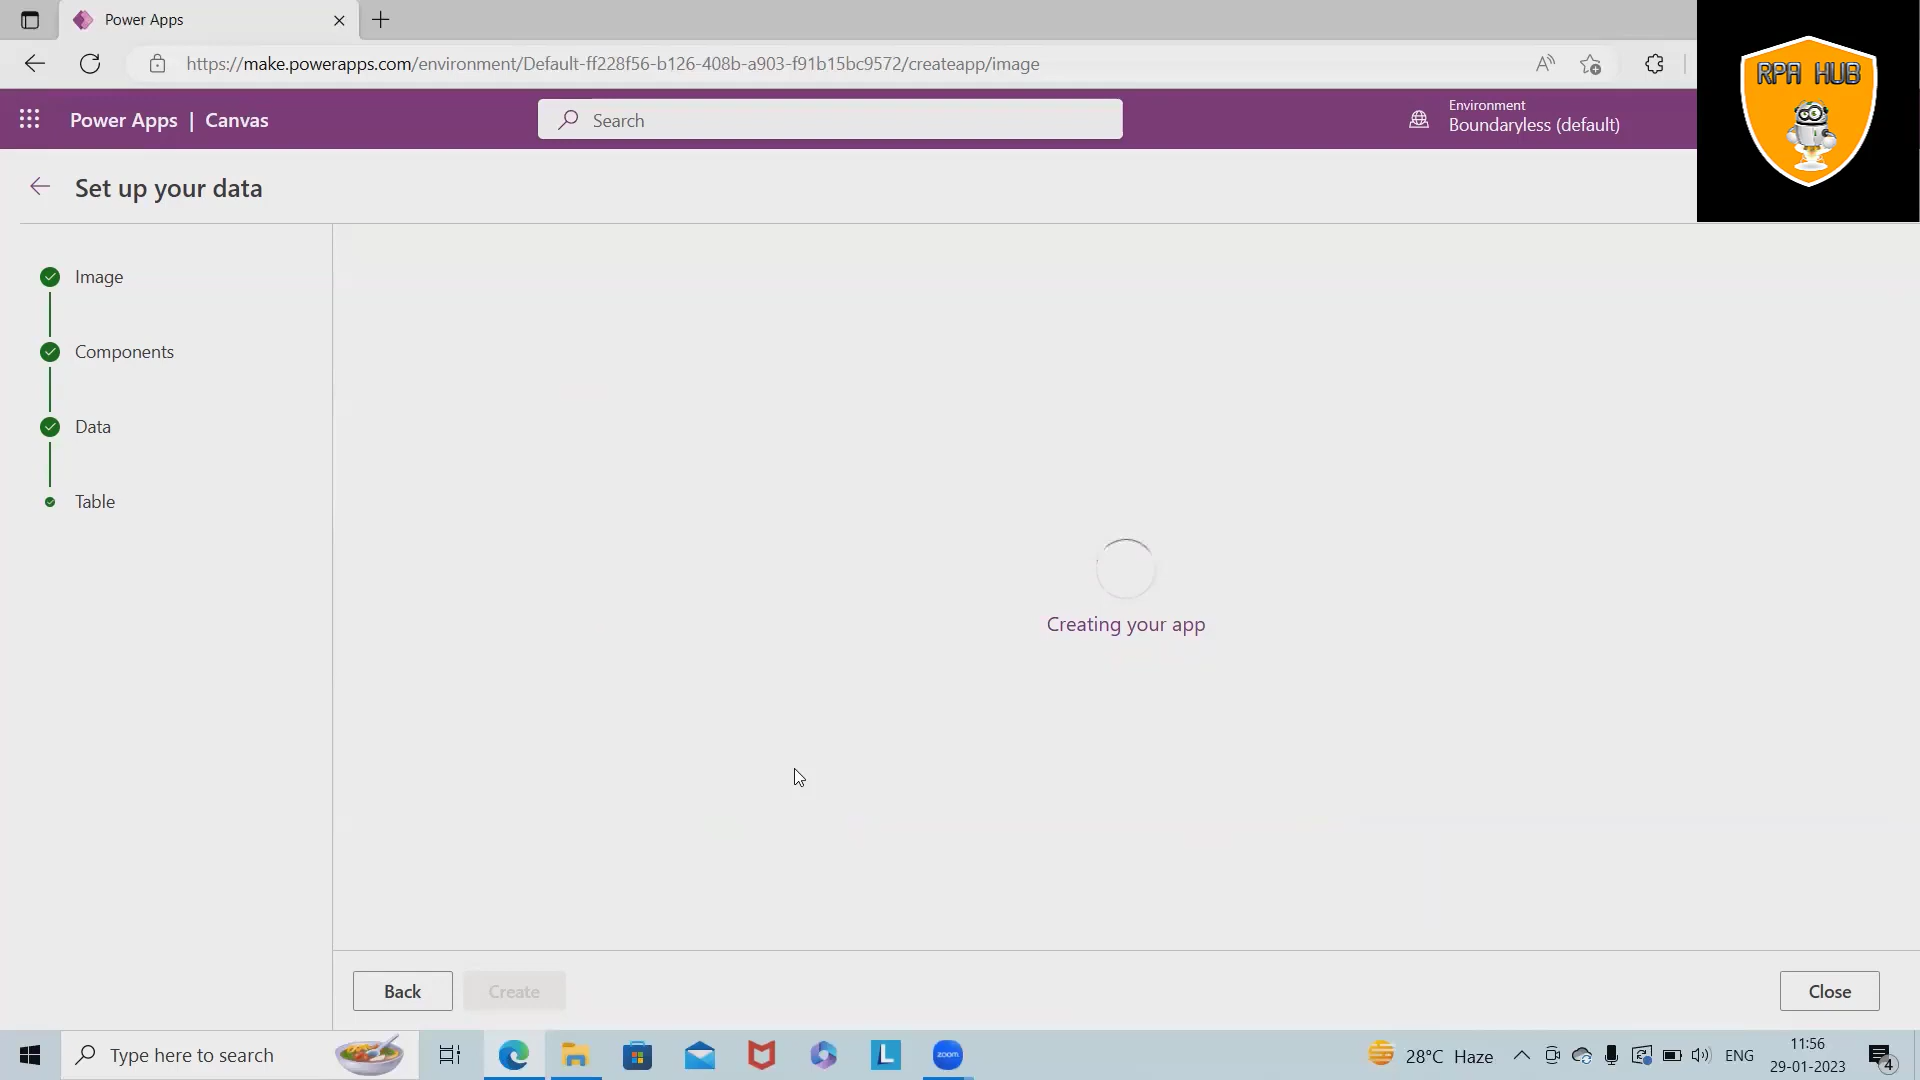 Power Apps
https://make.powerapps.com/environment/Default-ff228f56-b126-408b-a903-f91b15bc9572/createapp/image
RPA HUB
Power Apps | Canvas
Search
Environment
Boundaryless (default)
Set up your data
Image
Components
Data
Table
Creating your app
Back
Create
Close
Type here to search
L
zoom
28°C Haze
ENG
11:56
29-01-2023
4